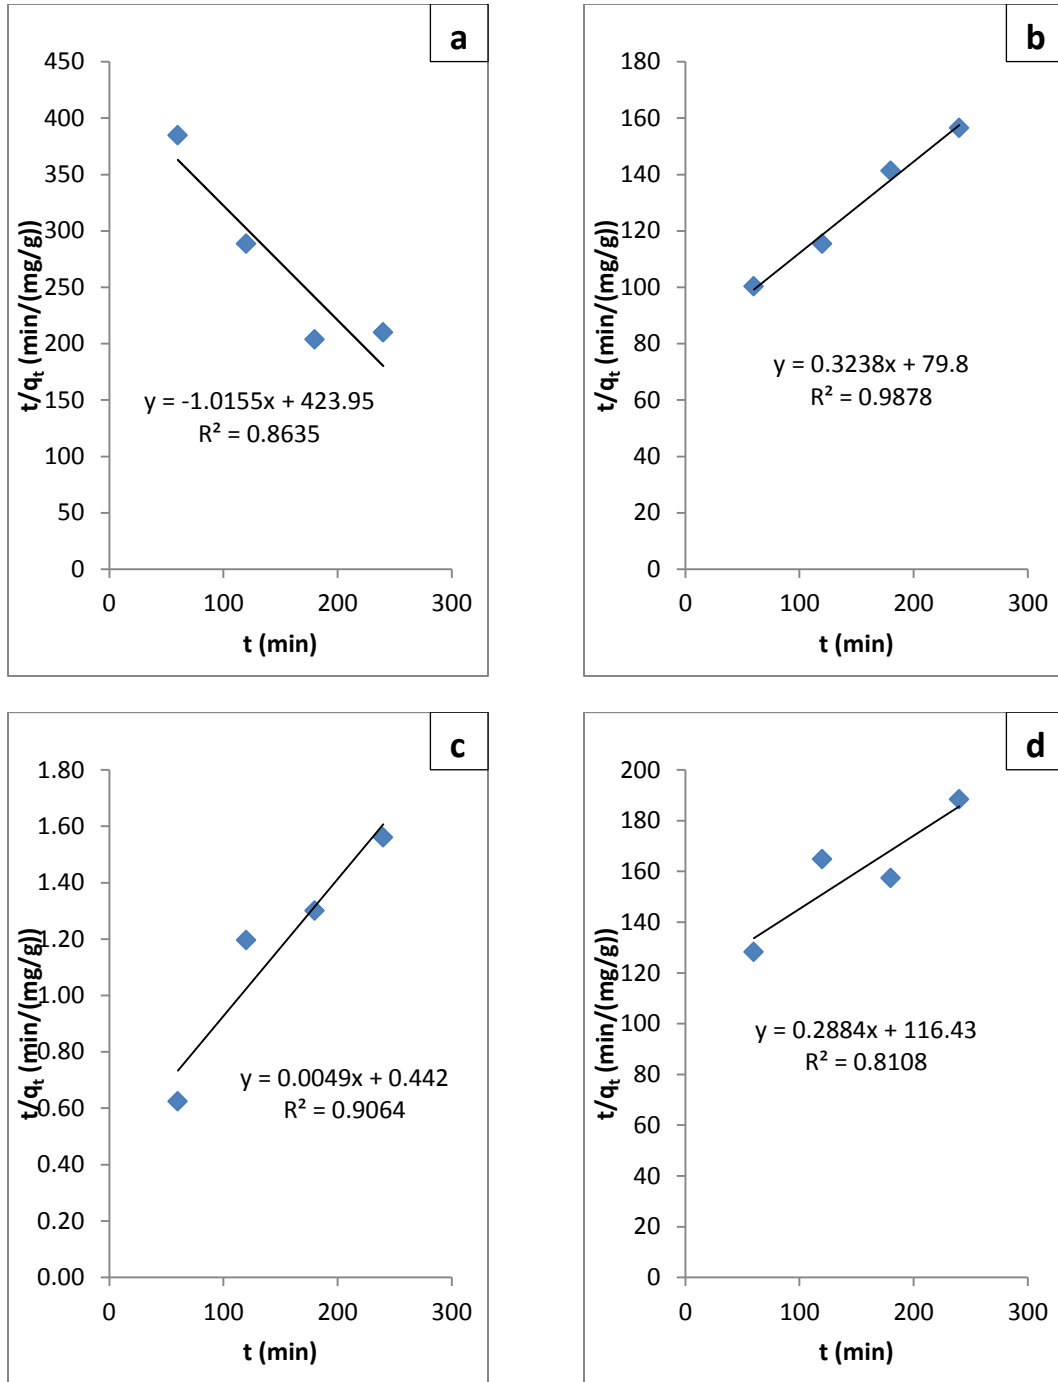 a
t/qt (min/(mg/g))
450
400
350
300
250
200
150
100
50
0
y = -1.0155x + 423.95
R² = 0.8635
0 100 200 300
t (min)
b
t/qt (min/(mg/g))
180
160
140
120
100
80
60
40
20
0
y = 0.3238x + 79.8
R² = 0.9878
0 100 200 300
t (min)
c
t/qt (min/(mg/g))
1.80
1.60
1.40
1.20
1.00
0.80
0.60
0.40
0.20
0.00
y = 0.0049x + 0.442
R² = 0.9064
0 100 200 300
t (min)
d
t/qt (min/(mg/g))
200
180
160
140
120
100
80
60
40
20
0
y = 0.2884x + 116.43
R² = 0.8108
0 100 200 300
t (min)